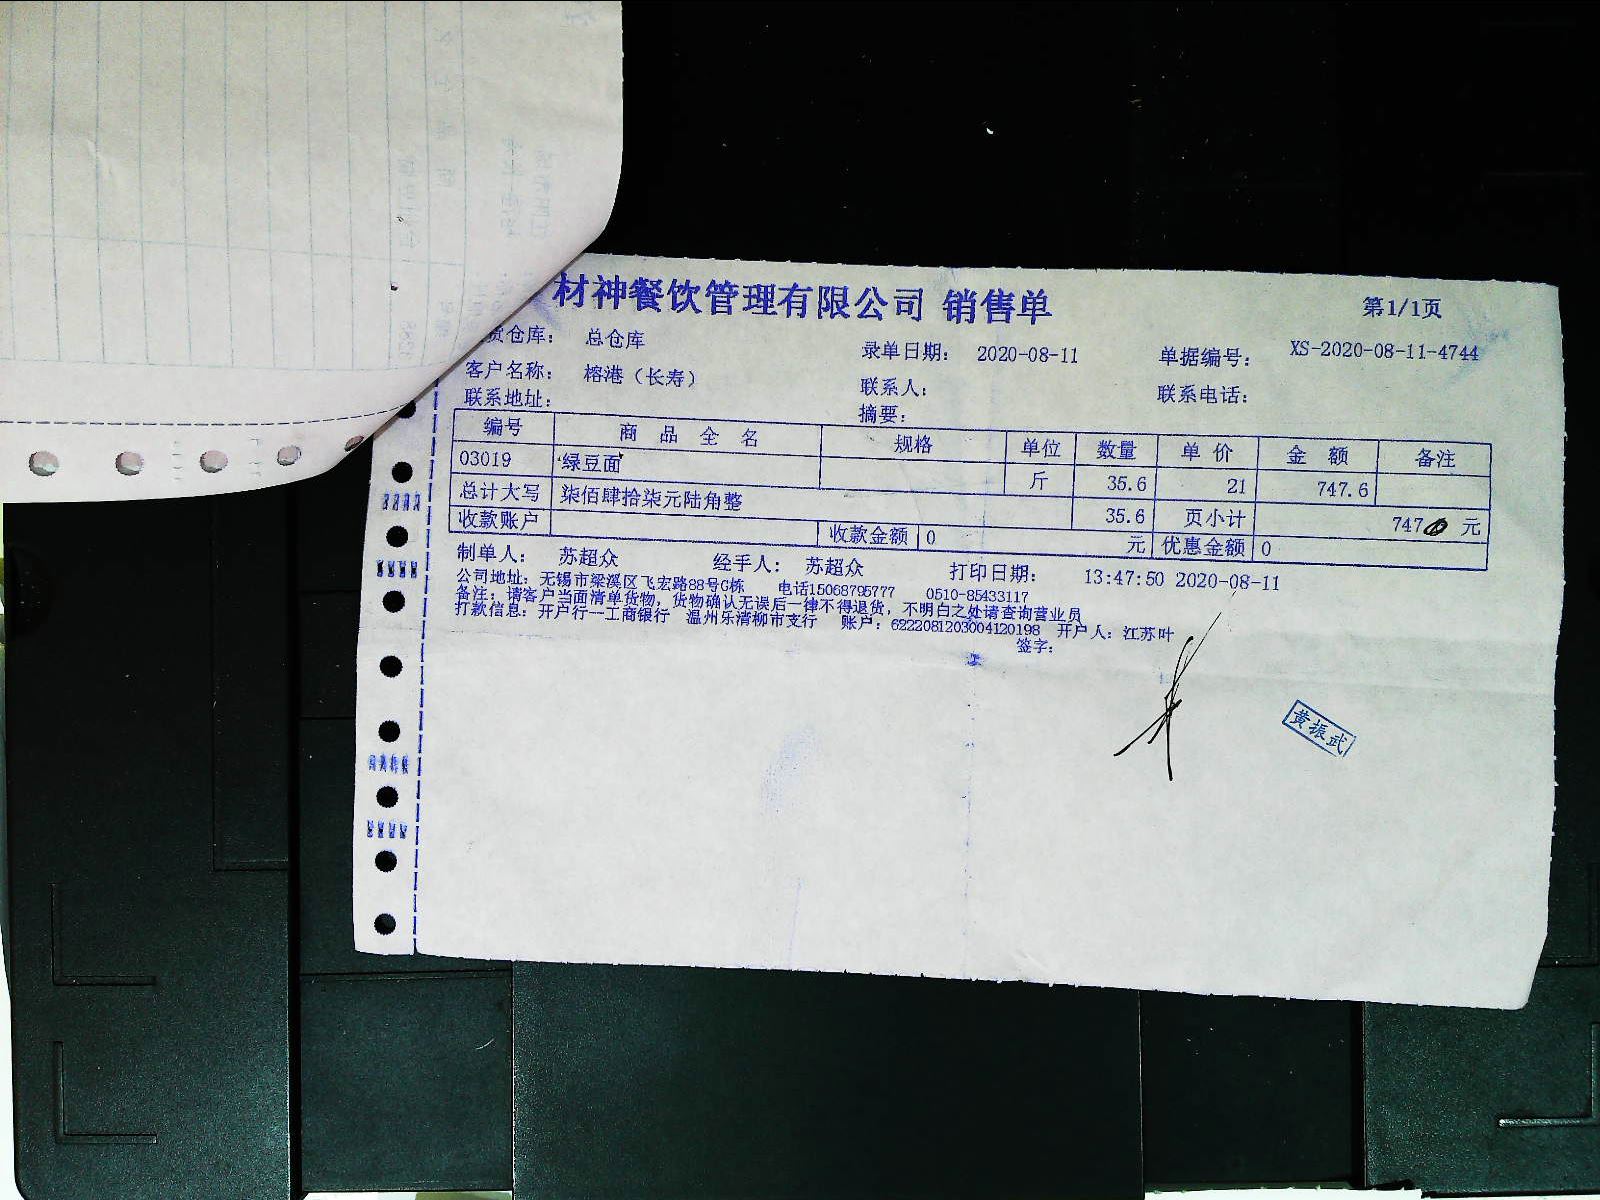 材神餐饮管理有限公司 销售单 第1/1页
货仓库： 总仓库 录单日期： 2020-08-11 单据编号： XS-2020-08-11-4744
客户名称： 榕港（长寿） 联系人： 联系电话：
联系地址： 摘要：
编号 商品全名 规格 单位 数量 单价 金额 备注
03019 绿豆面 斤 35.6 21 747.6
总计大写 柒佰肆拾柒元陆角整 35.6 页小计 747 元
收款账户 收款金额 0 元 优惠金额 0
制单人： 苏超众 经手人： 苏超众 打印日期： 13:47:50 2020-08-11
公司地址：无锡市梁溪区飞宏路88号G栋 电话15068795777 0510-85433117
备注：请客户当面清单货物，货物确认无误后一律不得退货，不明白之处请查询营业员
打款信息：开户行--工商银行 温州乐清柳市支行 账户：6222081203004120198 开户人：江苏叶
签字：
黄振武